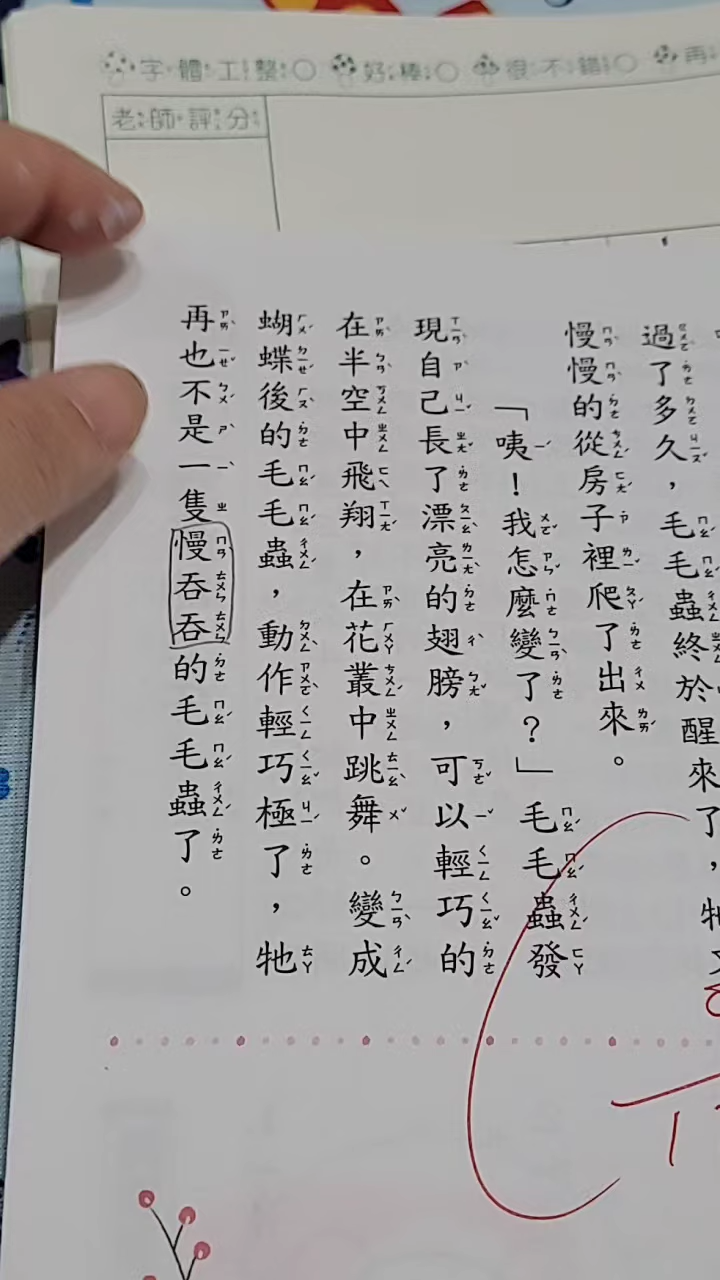 字體工整○ 好棒○ 很不錯○ 再
老師評分
過了多久，毛毛蟲終於醒來了，牠
慢慢的從房子裡爬了出來。
「咦！我怎麼變了？」毛毛蟲發
現自己長了漂亮的翅膀，可以輕巧的
在半空中飛翔，在花叢中跳舞。變成
蝴蝶後的毛毛蟲，動作輕巧極了，牠
再也不是一隻慢吞吞的毛毛蟲了。